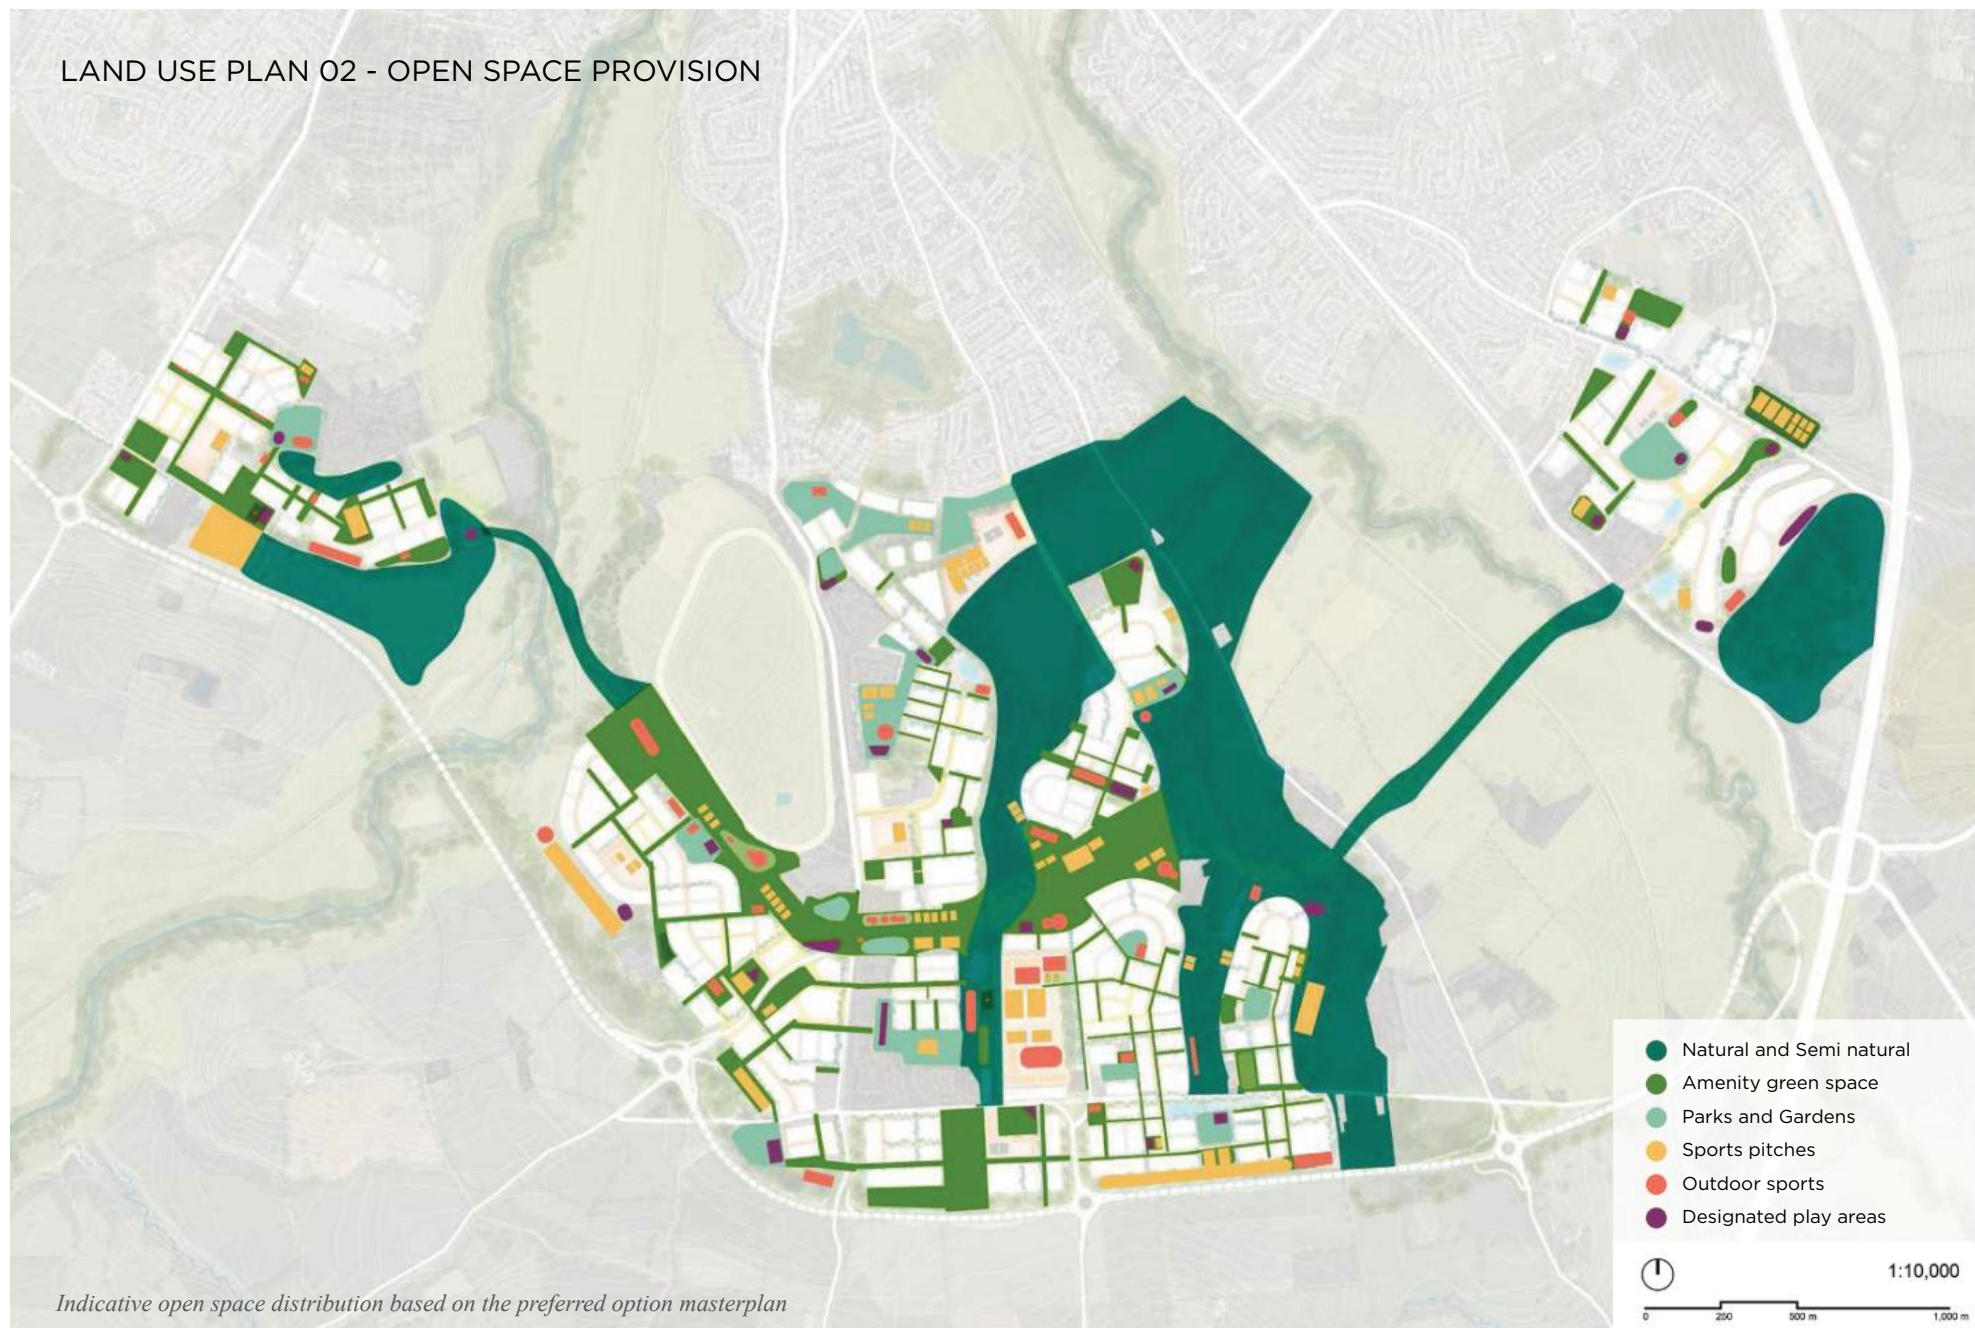 LAND USE PLAN 02 - OPEN SPACE PROVISION
Natural and Semi natural
Amenity green space
Parks and Gardens
Sports pitches
Outdoor sports
Designated play areas
1:10,000
0 250 500 m 1,000 m
Indicative open space distribution based on the preferred option masterplan